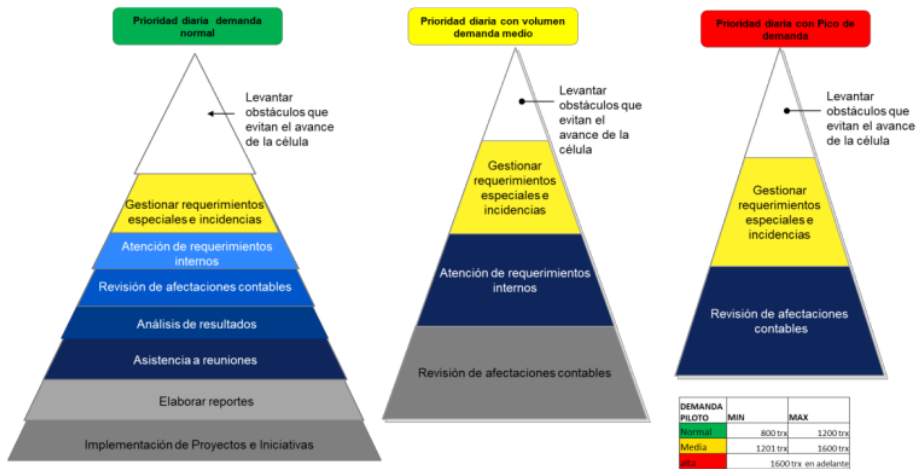 Prioridad diaria demanda
normal
Levantar
obstáculos que
evitan el avance
de la célula
Gestionar requerimientos
especiales e incidencias
Atención de requerimientos
internos
Revisión de afectaciones contables
Análisis de resultados
Asistencia a reuniones
Elaborar reportes
Implementación de Proyectos e Iniciativas
Prioridad diaria con volumen
demanda medio
Levantar
obstáculos que
evitan el
avance de la
célula
Gestionar
requerimientos
especiales e
incidencias
Atención de requerimientos
internos
Revisión de afectaciones contables
Prioridad diaria con Pico de
demanda
Levantar
obstáculos que
evitan el avance
de la célula
Gestionar
requerimientos
especiales e
incidencias
Revisión de afectaciones
contables
DEMANDA
PILOTO MIN MAX
Normal 800 trx 1200 trx
Media 1201 trx 1600 trx
alta 1600 trx en adelante